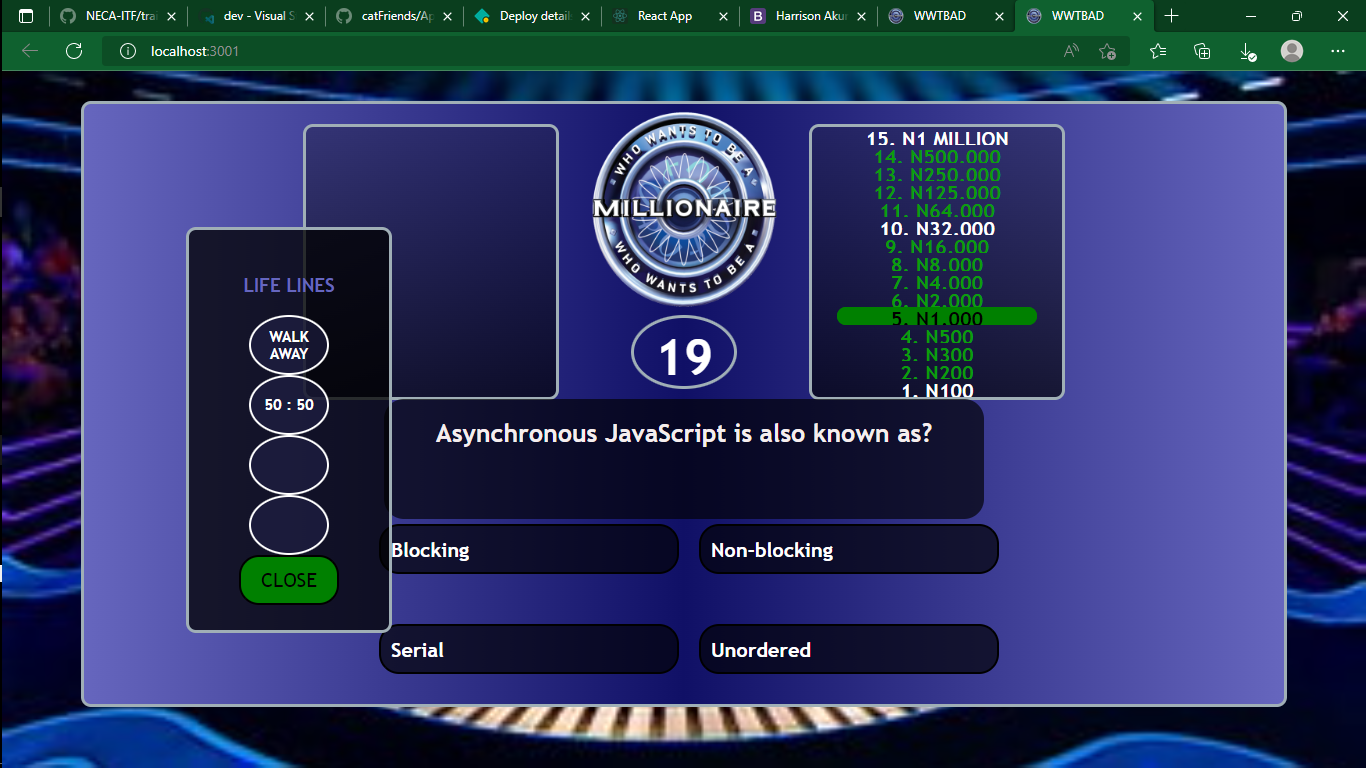 NECA-ITF/tra
dev - Visual S
catFriends/Ap
Deploy detail
React App
Harrison Aku
WWTBAD
WWTBAD
localhost:3001
WHO WANTS TO BE A
MILLIONAIRE
WHO WANTS TO BE A
19
15. N1 MILLION
14. N500.000
13. N250.000
12. N125.000
11. N64.000
10. N32.000
9. N16.000
8. N8.000
7. N4.000
6. N2.000
5. N1.000
4. N500
3. N300
2. N200
1. N100
LIFE LINES
WALK
AWAY
50 : 50
CLOSE
Asynchronous JavaScript is also known as?
Blocking
Non-blocking
Serial
Unordered